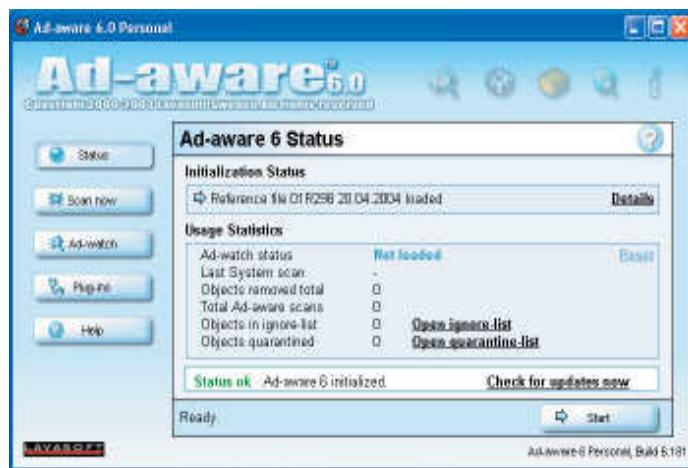 Ad-aware 6.0 Personal
Ad-aware 6.0
Status
Scan now
Ad-watch
Plug-ins
Help
Ad-aware 6 Status
?
Initialization Status
Reference file 01R296 20.04.2004 loaded
Details
Usage Statistics
Ad-watch status Not loaded Reset
Last System scan -
Objects removed total 0
Total Ad-aware scans 0
Objects in ignore-list 0 Open ignore-list
Objects quarantined 0 Open quarantine-list
Status ok Ad-aware 6 initialized. Check for updates now
Ready.
Start
LAVASOFT
Ad-aware 6 Personal, Build 6.181